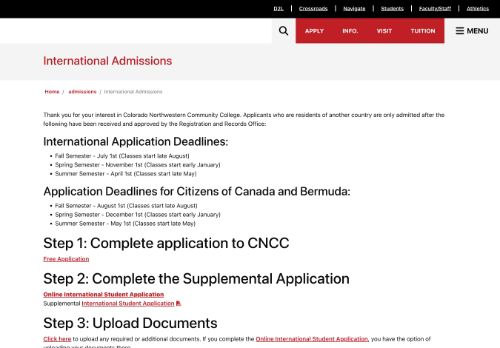 D2L | Crossroads | Navigate | Students | Faculty/Staff | Athletics
APPLY INFO. VISIT TUITION MENU
International Admissions
Home / admissions / International Admissions
Thank you for your interest in Colorado Northwestern Community College. Applicants who are residents of another country are only admitted after the
following have been received and approved by the Registration and Records Office:
International Application Deadlines:
• Fall Semester - July 1st (Classes start late August)
• Spring Semester - November 1st (Classes start early January)
• Summer Semester - April 1st (Classes start late May)
Application Deadlines for Citizens of Canada and Bermuda:
• Fall Semester - August 1st (Classes start late August)
• Spring Semester - December 1st (Classes start early January)
• Summer Semester - May 1st (Classes start late May)
Step 1: Complete application to CNCC
Free Application
Step 2: Complete the Supplemental Application
Online International Student Application
Supplemental International Student Application
Step 3: Upload Documents
Click here to upload any required or additional documents. If you complete the Online International Student Application, you have the option of
uploading your documents there.